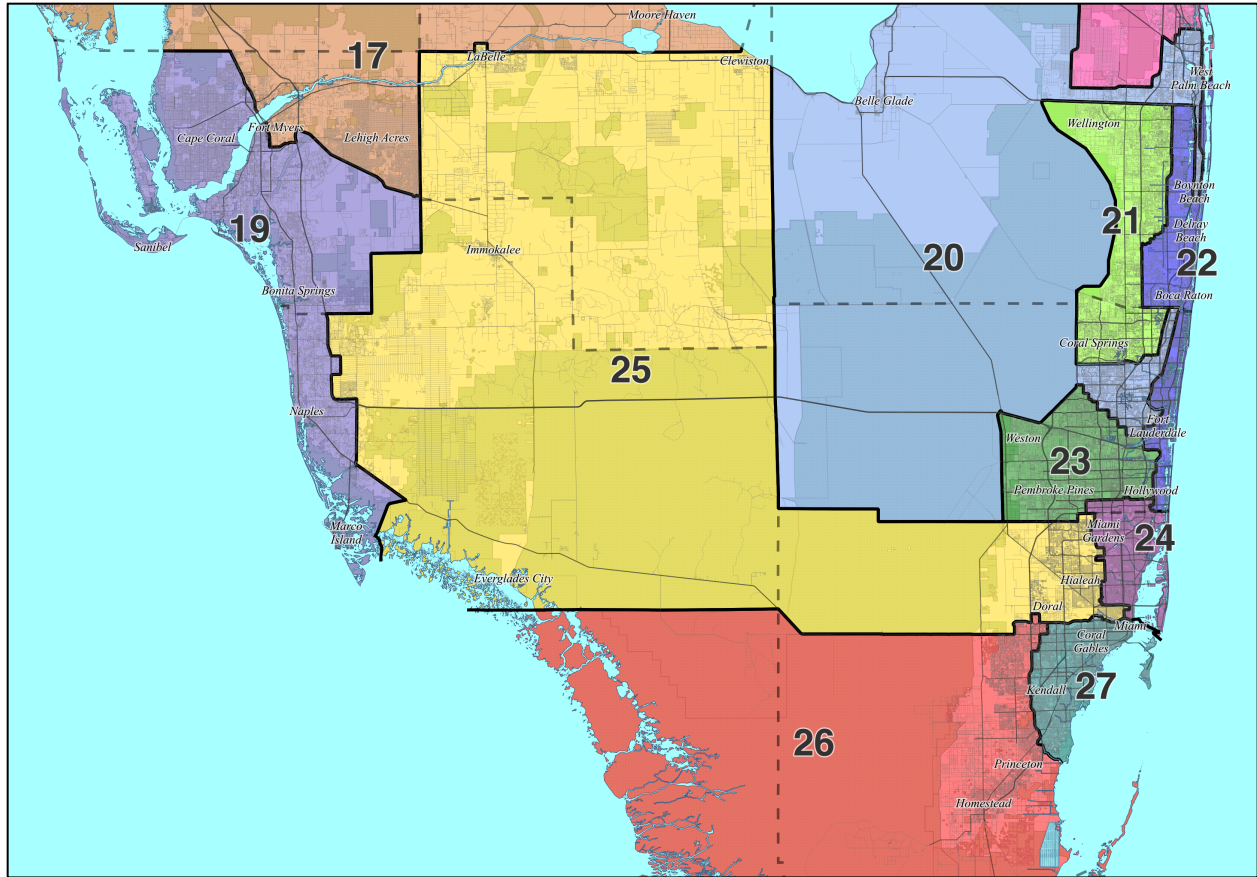 Moore Haven
17
LaBelle
Clewiston
West
Palm Beach
Belle Glade
Fort Myers
Wellington
Cape Coral
Lehigh Acres
Boynton
Beach
21
19
Delray
Beach
Sanibel
Immokalee
20
22
Bonita Springs
Boca Raton
Coral Springs
25
Naples
Fort
Lauderdale
Weston
23
Pembroke Pines
Hollywood
Marco
Island
Miami
Gardens
24
Everglades City
Hialeah
Doral
Miami
Coral
Gables
Kendall
27
26
Princeton
Homestead